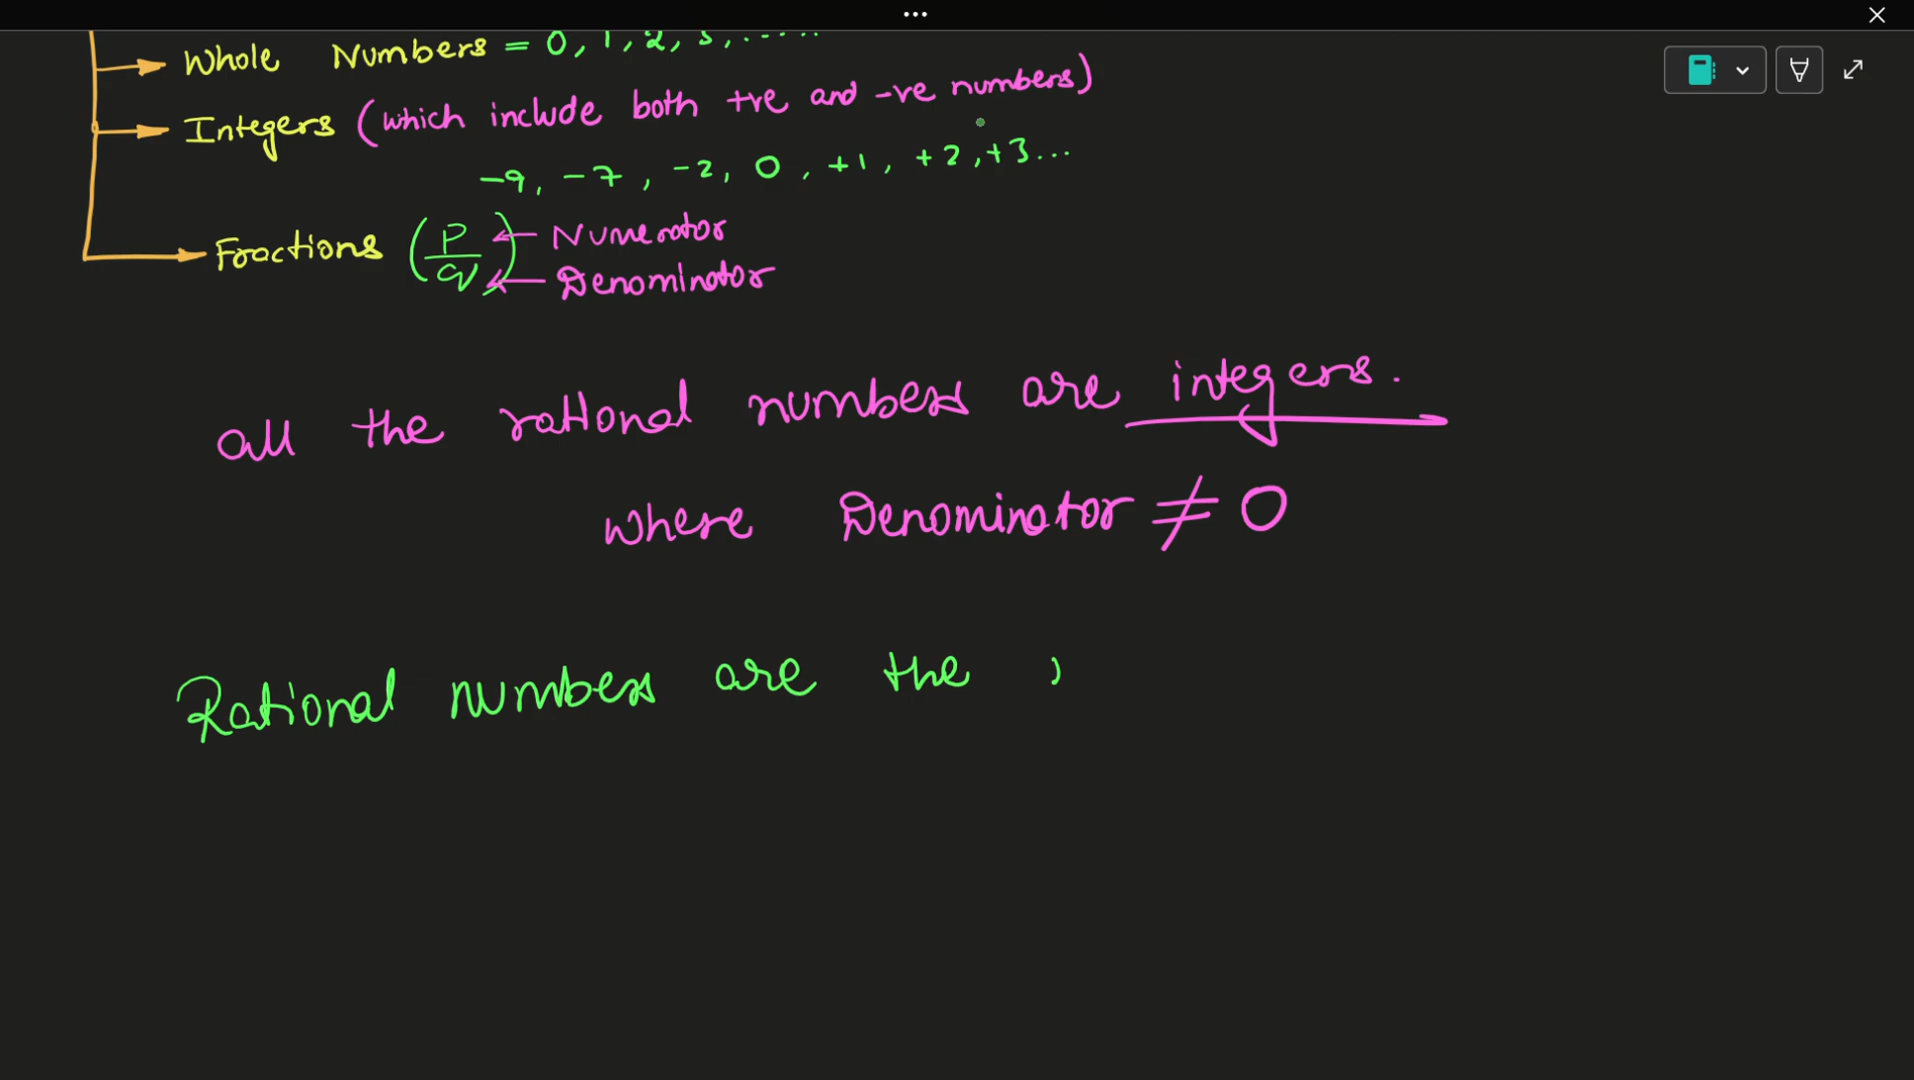 Whole Numbers = 0, 1, 2, 3, .....
Integers (which include both +ve and -ve numbers)
-9, -7, -2, 0, +1, +2, +3...
Fractions (P/q) ← Numerator
← Denominator
all the rational numbers are integers.
where Denominator ≠ 0
Rational numbers are the